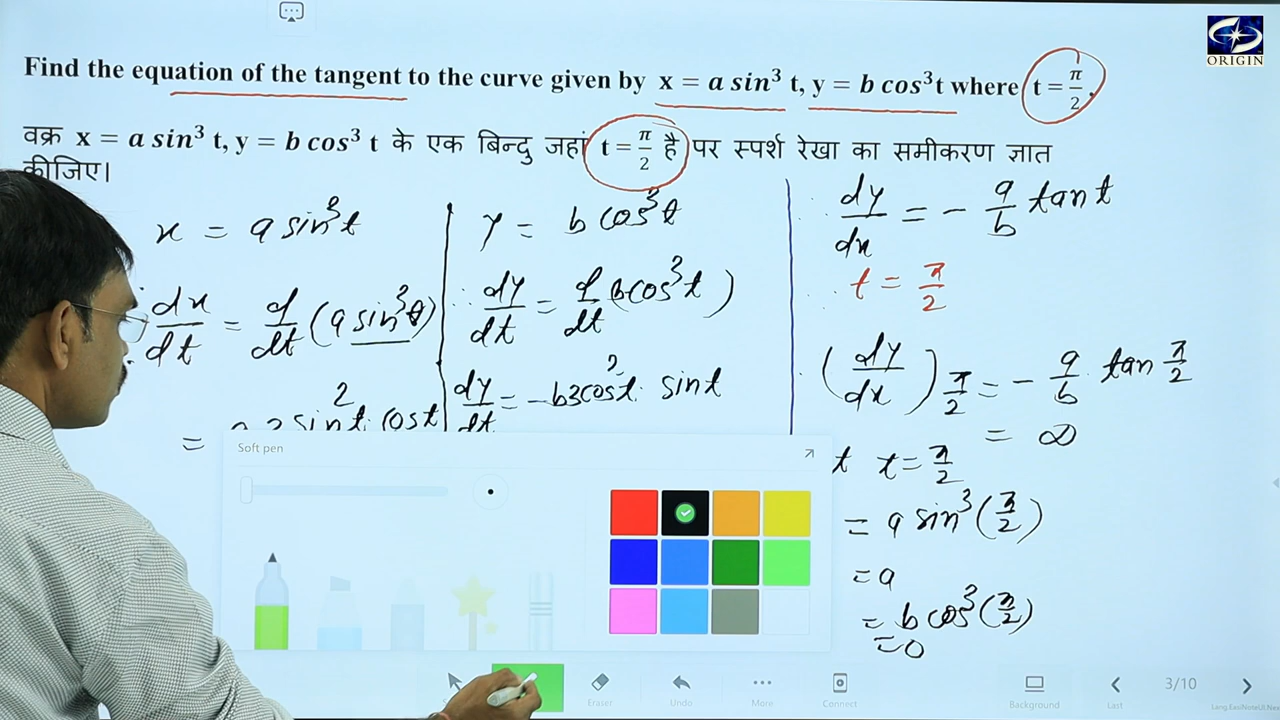 ORIGIN
Find the equation of the tangent to the curve given by x = a sin³ t, y = b cos³t where t = π/2,
वक्र x = a sin³ t, y = b cos³ t के एक बिन्दु जहां t = π/2 है पर स्पर्श रेखा का समीकरण ज्ञात
कीजिए।
x = a sin³t
dx/dt = d/dt (a sin³t)
= a 3 sin²t. cost
y = b cos³t
dy/dt = d/dt (b cos³t)
dy/dt = -b3cos²t. sint
dy/dx = - a/b tan t
t = π/2
(dy/dx) π/2 = - a/b . tan π/2
= ∞
t t = π/2
= a sin³(π/2)
= a
= b cos³(π/2)
= 0
Soft pen
Eraser
Undo
More
Connect
Background
Last
3/10